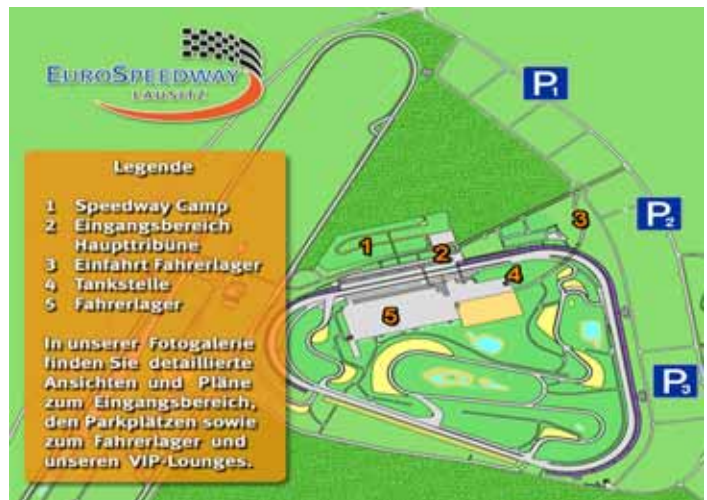 EUROSPEEDWAY
LAUSITZ
P1
P2
P3
Legende
1 Speedway Camp
2 Eingangsbereich
Haupttribüne
3 Einfahrt Fahrerlager
4 Tankstelle
5 Fahrerlager
In unserer Fotogalerie
finden Sie detaillierte
Ansichten und Pläne
zum Eingangsbereich,
den Parkplätzen sowie
zum Fahrerlager und
unseren VIP-Lounges.
1
2
3
4
5